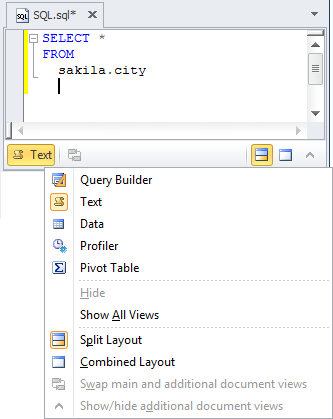 SQL.sql*
SELECT *
FROM
sakila.city
Text
Query Builder
Text
Data
Profiler
Pivot Table
Hide
Show All Views
Split Layout
Combined Layout
Swap main and additional document views
Show/hide additional document views